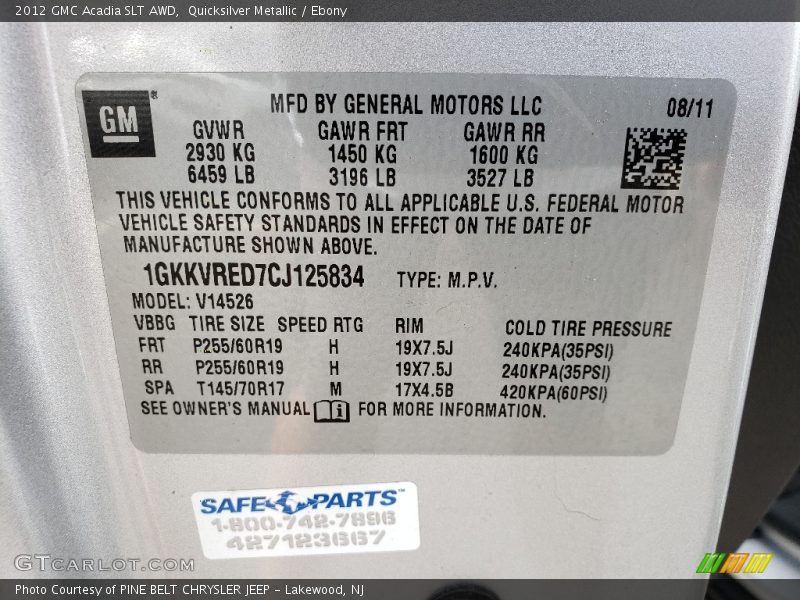 2012 GMC Acadia SLT AWD, Quicksilver Metallic / Ebony
GM®
MFD BY GENERAL MOTORS LLC 08/11
GVWR GAWR FRT GAWR RR
2930 KG 1450 KG 1600 KG
6459 LB 3196 LB 3527 LB
THIS VEHICLE CONFORMS TO ALL APPLICABLE U.S. FEDERAL MOTOR
VEHICLE SAFETY STANDARDS IN EFFECT ON THE DATE OF
MANUFACTURE SHOWN ABOVE.
1GKKVRED7CJ125834 TYPE: M.P.V.
MODEL: V14526
VBBG TIRE SIZE SPEED RTG RIM COLD TIRE PRESSURE
FRT P255/60R19 H 19X7.5J 240KPA(35PSI)
RR P255/60R19 H 19X7.5J 240KPA(35PSI)
SPA T145/70R17 M 17X4.5B 420KPA(60PSI)
SEE OWNER'S MANUAL i FOR MORE INFORMATION.
SAFE PARTS™
1-800-742-7896
427123667
GTCARLOT.COM
Photo Courtesy of PINE BELT CHRYSLER JEEP - Lakewood, NJ